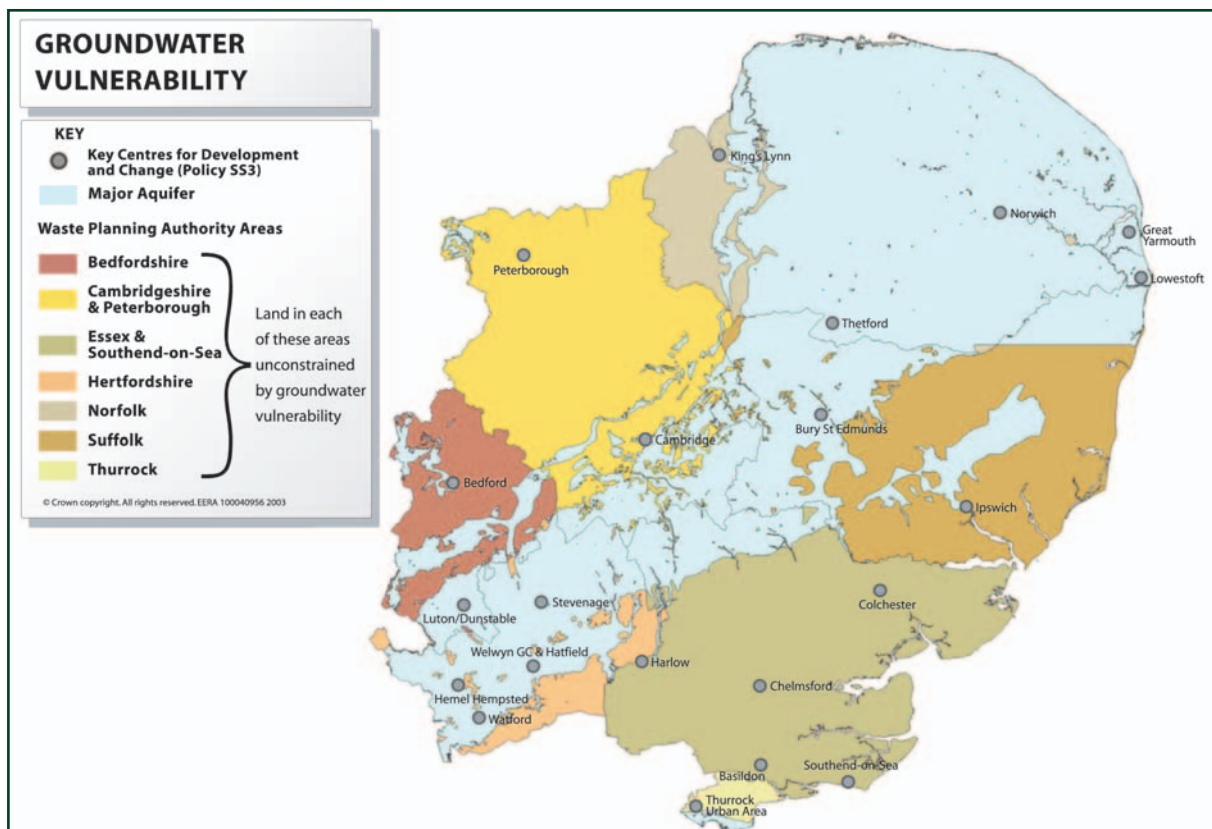 GROUNDWATER
VULNERABILITY
KEY
Key Centres for Development
and Change (Policy SS3)
Major Aquifer
Waste Planning Authority Areas
Bedfordshire
Cambridgeshire
& Peterborough
Essex &
Southend-on-Sea
Hertfordshire
Norfolk
Suffolk
Thurrock
Land in each
of these areas
unconstrained
by groundwater
vulnerability
© Crown copyright. All rights reserved. EERA 100040956 2003
King's Lynn
Norwich
Great
Yarmouth
Peterborough
Lowestoft
Thetford
Bury St Edmunds
Cambridge
Bedford
Ipswich
Colchester
Stevenage
Luton/Dunstable
Welwyn GC & Hatfield
Harlow
Hemel Hempsted
Chelmsford
Watford
Basildon
Southend-on-Sea
Thurrock
Urban Area